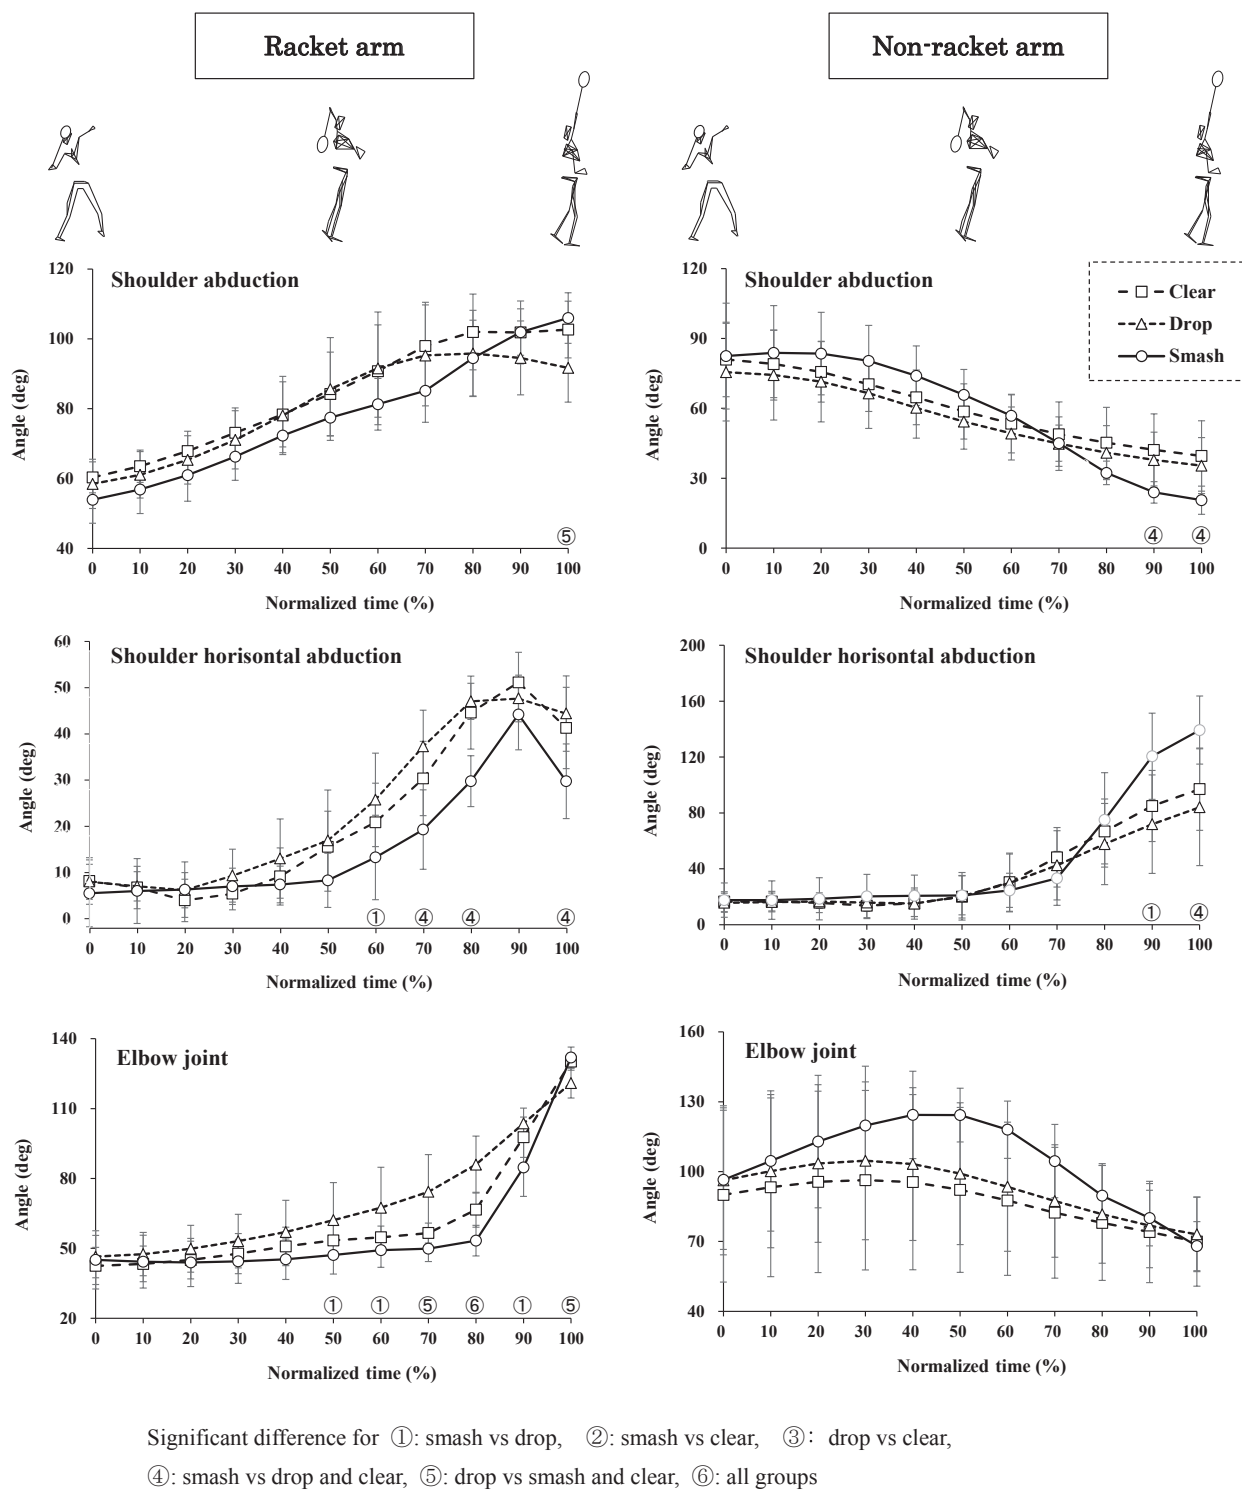 Racket arm
Non-racket arm
Shoulder abduction
120
100
80
60
40
Angle (deg)
⑤
0 10 20 30 40 50 60 70 80 90 100
Normalized time (%)
Shoulder abduction
120
90
60
30
0
Angle (deg)
Clear
Drop
Smash
④ ④
0 10 20 30 40 50 60 70 80 90 100
Normalized time (%)
Shoulder horisontal abduction
60
50
40
30
20
10
0
Angle (deg)
① ④ ④ ④
0 10 20 30 40 50 60 70 80 90 100
Normalized time (%)
Shoulder horisontal abduction
200
160
120
80
40
0
Angle (deg)
① ④
0 10 20 30 40 50 60 70 80 90 100
Normalized time (%)
Elbow joint
140
110
80
50
20
Angle (deg)
① ① ⑤ ⑥ ① ⑤
0 10 20 30 40 50 60 70 80 90 100
Normalized time (%)
Elbow joint
160
130
100
70
40
Angle (deg)
0 10 20 30 40 50 60 70 80 90 100
Normalized time (%)
Significant difference for ①: smash vs drop, ②: smash vs clear, ③: drop vs clear,
④: smash vs drop and clear, ⑤: drop vs smash and clear, ⑥: all groups